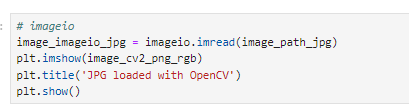 :
# imageio
image_imageio_jpg = imageio.imread(image_path_jpg)
plt.imshow(image_cv2_png_rgb)
plt.title('JPG loaded with OpenCV')
plt.show()